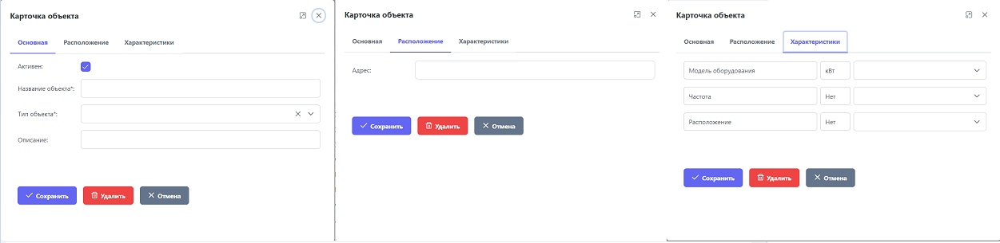 Карточка объекта
Основная Расположение Характеристики
Активен:
Название объекта*:
Тип объекта*:
Описание:
Сохранить Удалить Отмена
Карточка объекта
Основная Расположение Характеристики
Адрес:
Сохранить Удалить Отмена
Карточка объекта
Основная Расположение Характеристики
Модель оборудования кВт
Частота Нет
Расположение Нет
Сохранить Удалить Отмена